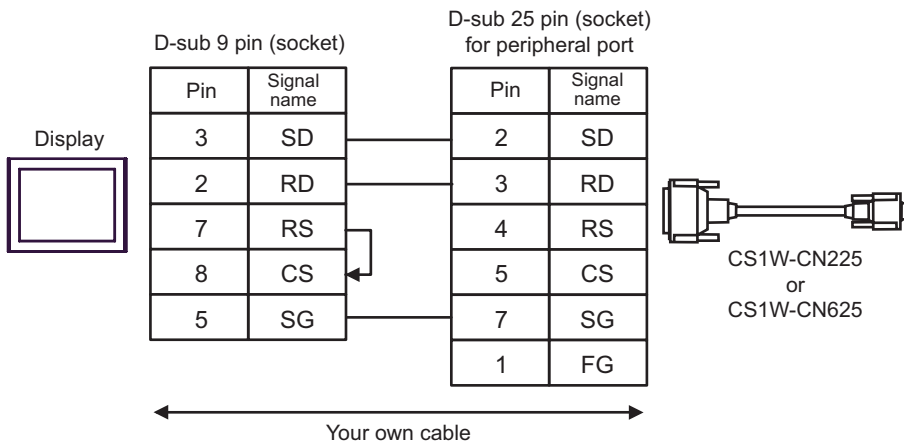 D-sub 25 pin (socket)
for peripheral port
D-sub 9 pin (socket)
Pin Signal name
Pin Signal name
Display
3 SD 2 SD
2 RD 3 RD
7 RS 4 RS
8 CS 5 CS
5 SG 7 SG
1 FG
CS1W-CN225
or
CS1W-CN625
Your own cable